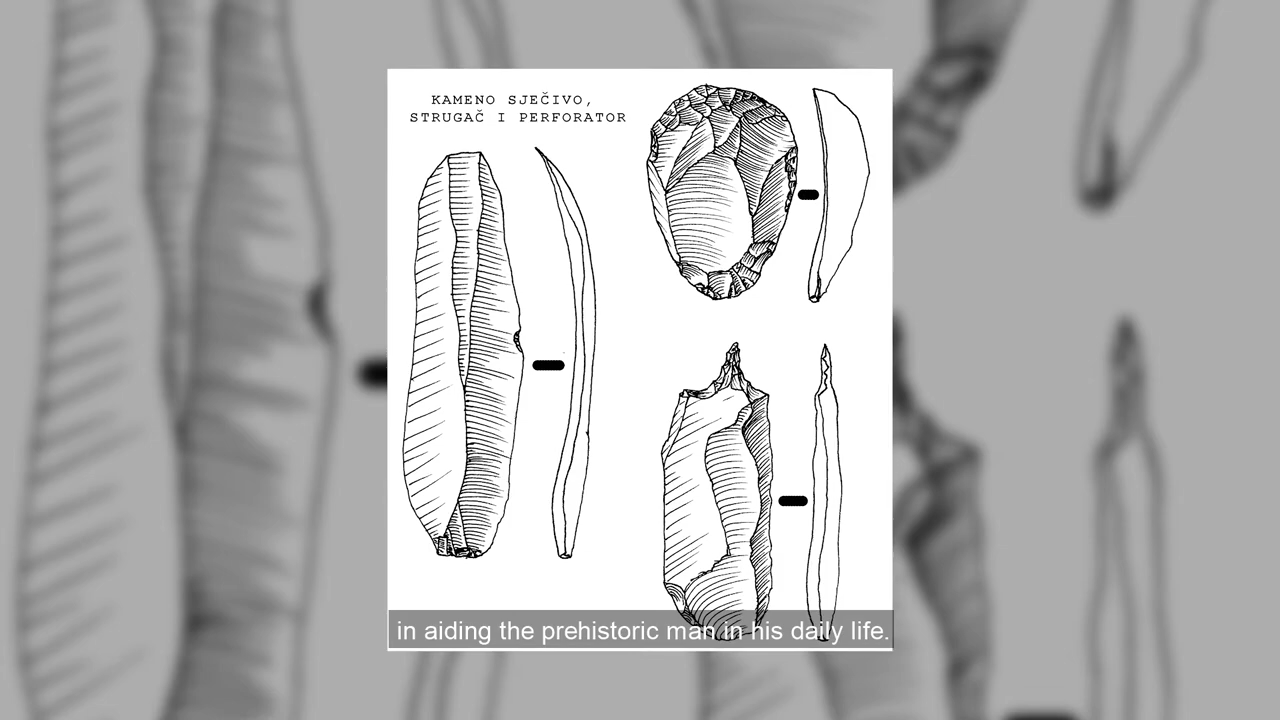 KAMENO SJEČIVO,
STRUGAČ I PERFORATOR
in aiding the prehistoric man in his daily life.